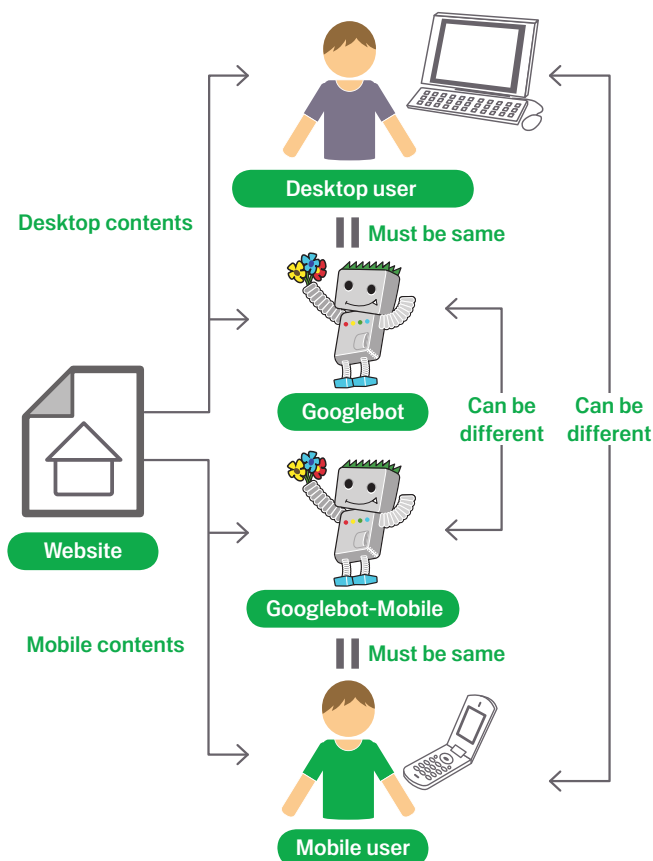 Desktop user
Desktop contents
Must be same
Googlebot
Can be
different
Can be
different
Website
Googlebot-Mobile
Mobile contents
Must be same
Mobile user